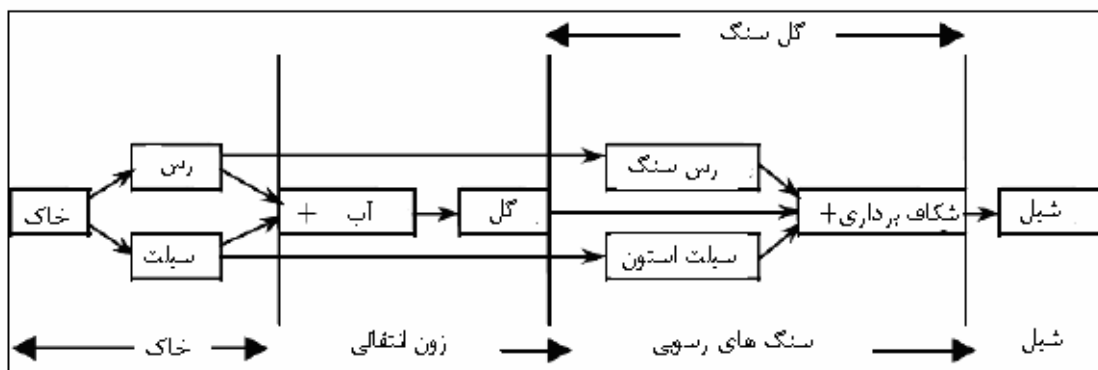 گل سنگ
رس
رس سنگ
خاک
+ آب
گل
+شکاف برداری
شیل
سیلت
سیلت استون
خاک
زون انتقالی
سنگ های رسوبی
شیل